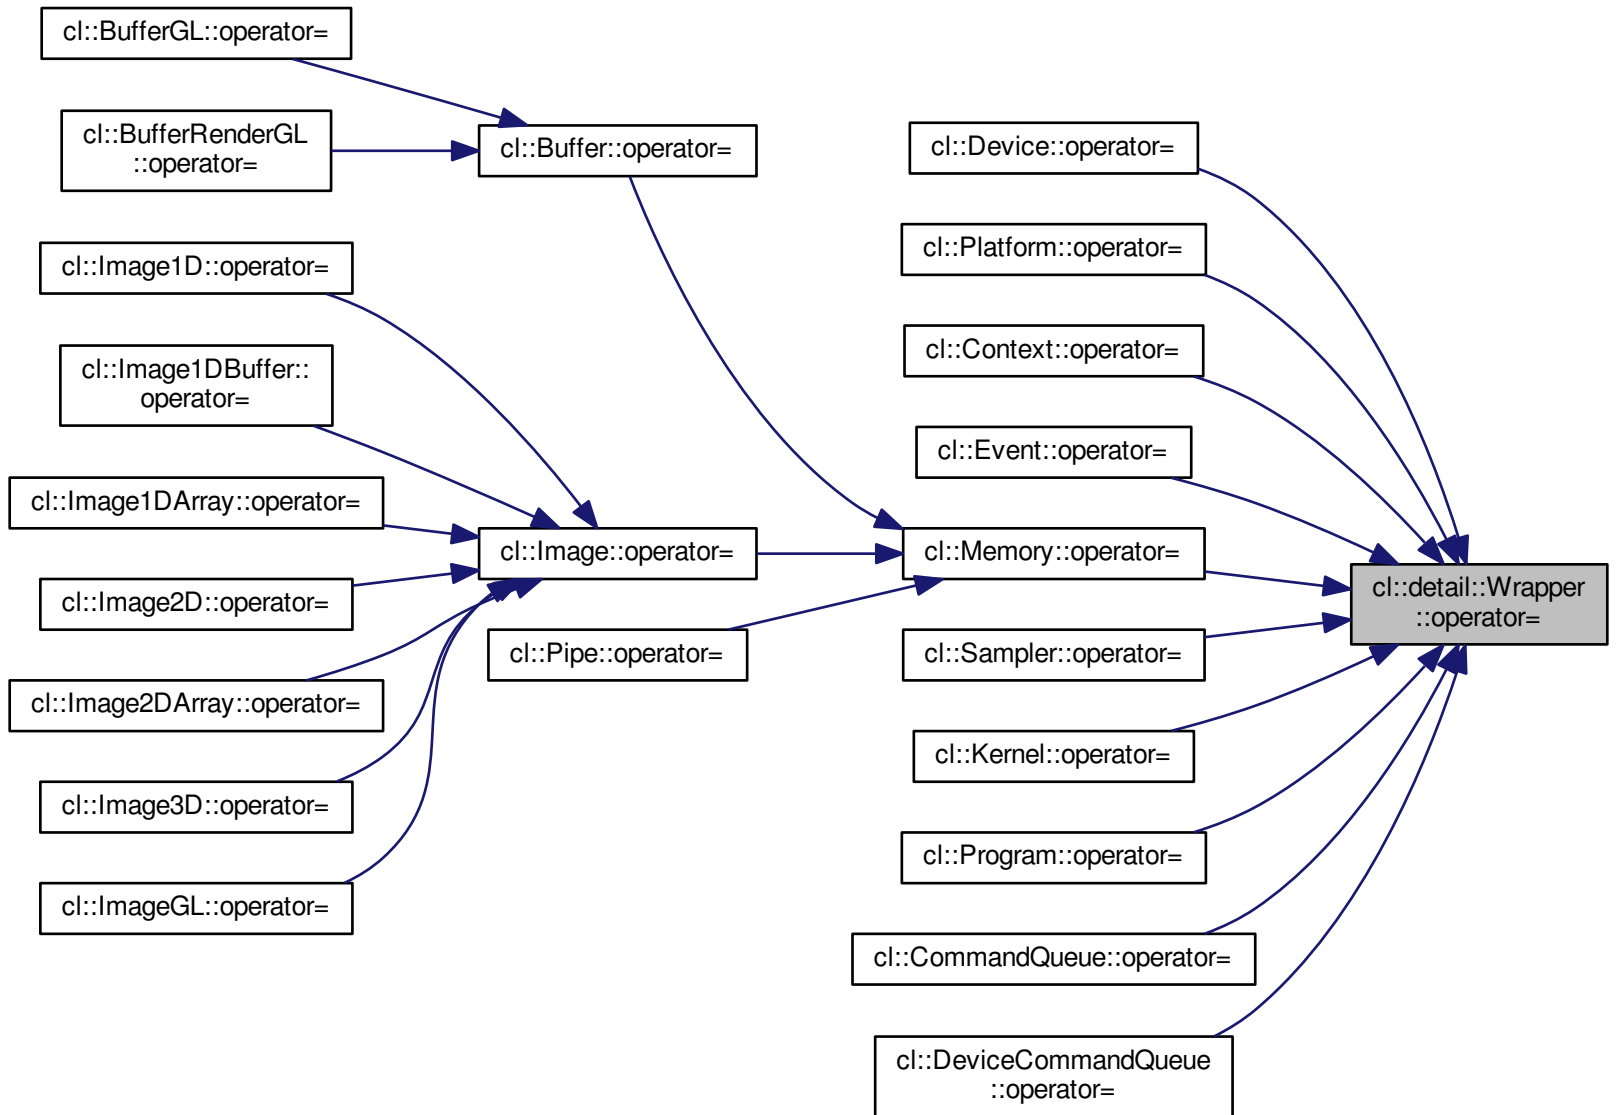 cl::BufferGL::operator=
cl::BufferRenderGL
::operator=
cl::Buffer::operator=
cl::Device::operator=
cl::Platform::operator=
cl::Image1D::operator=
cl::Context::operator=
cl::Image1DBuffer::
operator=
cl::Event::operator=
cl::Image1DArray::operator=
cl::Image::operator=
cl::Memory::operator=
cl::detail::Wrapper
::operator=
cl::Image2D::operator=
cl::Pipe::operator=
cl::Sampler::operator=
cl::Image2DArray::operator=
cl::Kernel::operator=
cl::Image3D::operator=
cl::Program::operator=
cl::ImageGL::operator=
cl::CommandQueue::operator=
cl::DeviceCommandQueue
::operator=